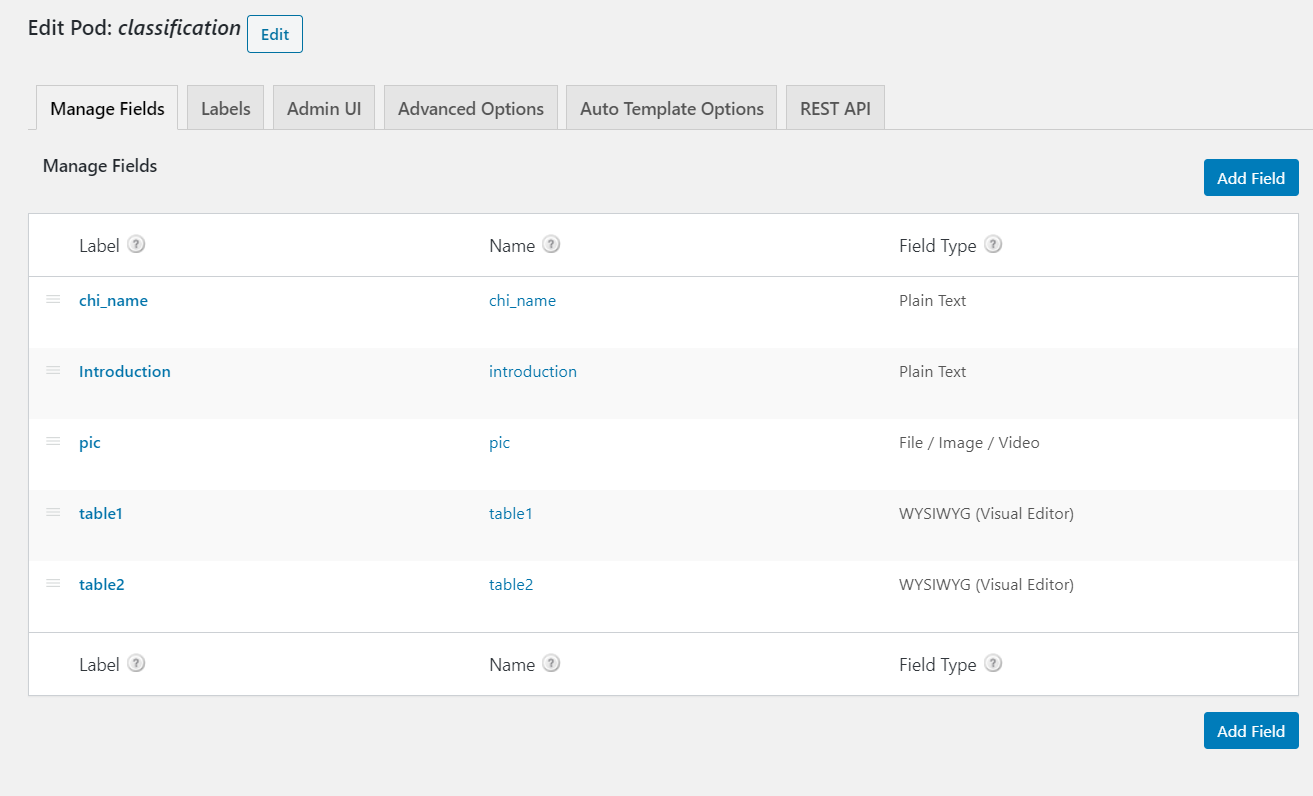 Edit Pod: classification Edit
Manage Fields Labels Admin UI Advanced Options Auto Template Options REST API
Manage Fields
Add Field
Label ? Name ? Field Type ?
chi_name chi_name Plain Text
Introduction introduction Plain Text
pic pic File / Image / Video
table1 table1 WYSIWYG (Visual Editor)
table2 table2 WYSIWYG (Visual Editor)
Label ? Name ? Field Type ?
Add Field